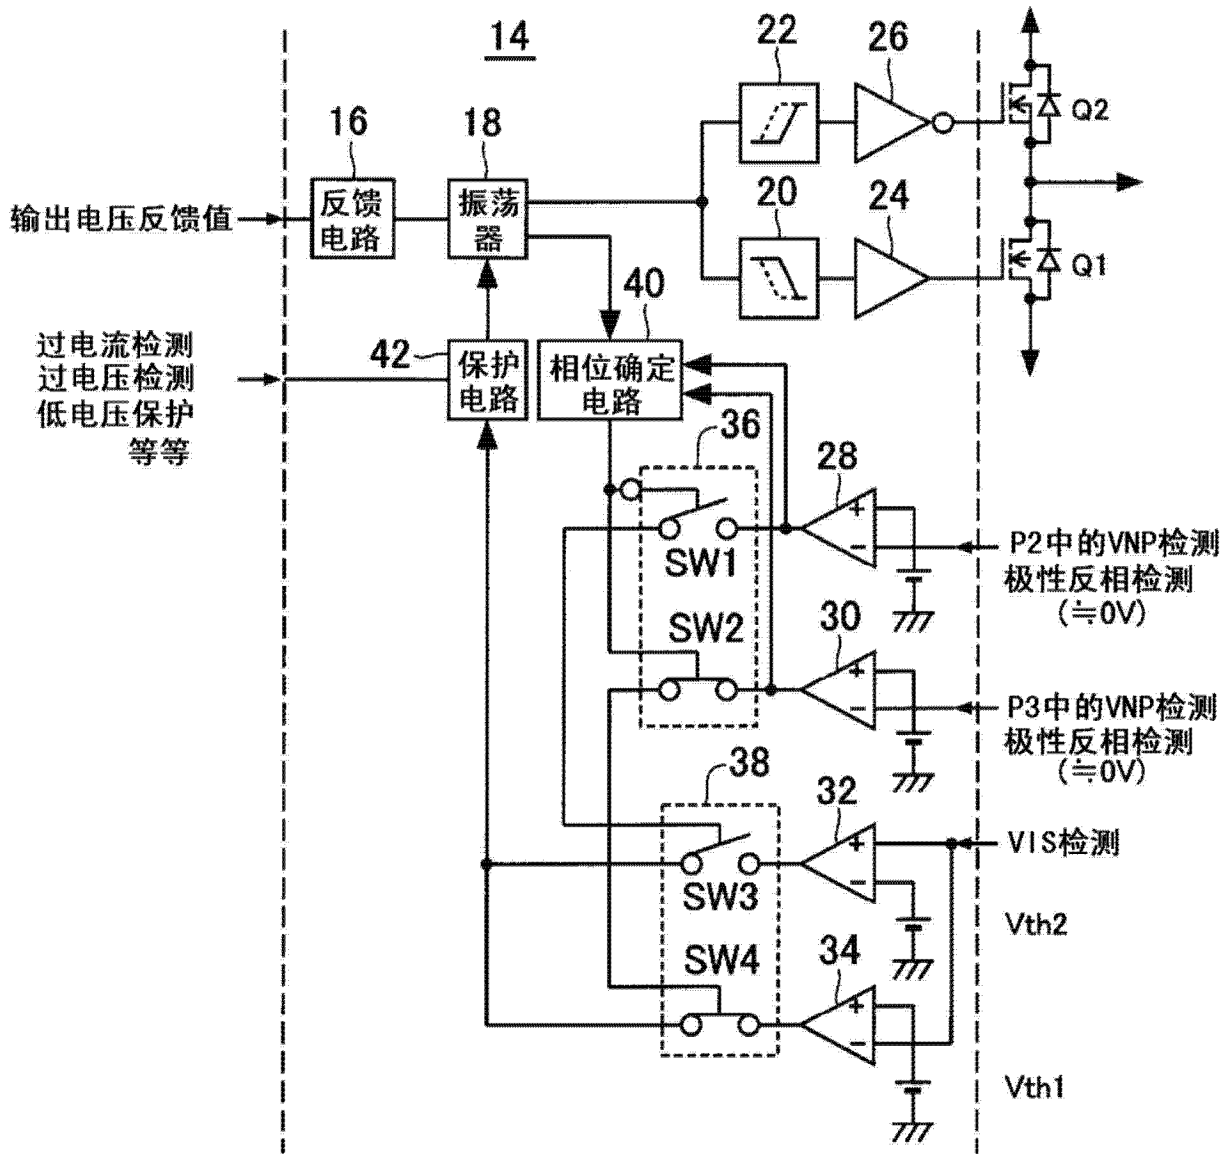 14
22
26
16
18
Q2
输出电压反馈值
反馈
电路
振荡
器
20
24
Q1
40
过电流检测
过电压检测
低电压保护
等等
42
保护
电路
相位确定
电路
36
28
+
−
SW1
P2中的VNP检测
极性反相检测
(≒0V)
SW2
30
+
−
P3中的VNP检测
极性反相检测
(≒0V)
38
32
+
−
VIS检测
SW3
Vth2
SW4
34
+
−
Vth1